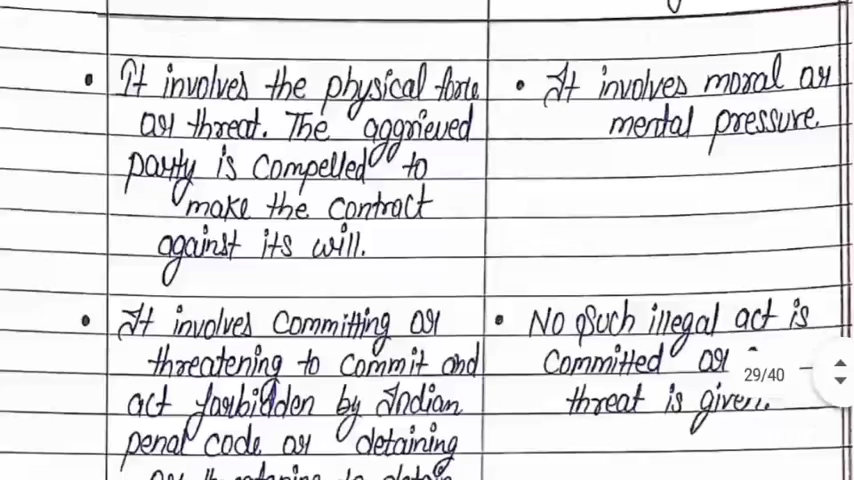 • It involves the physical force
or threat. The aggrieved
party is compelled to
make the contract
against its will.
• It involves moral or
mental pressure.
• It involves Committing or
threatening to commit and
act forbidden by Indian
penal code or detaining
• No such illegal act is
Committed or
threat is given.
29/40